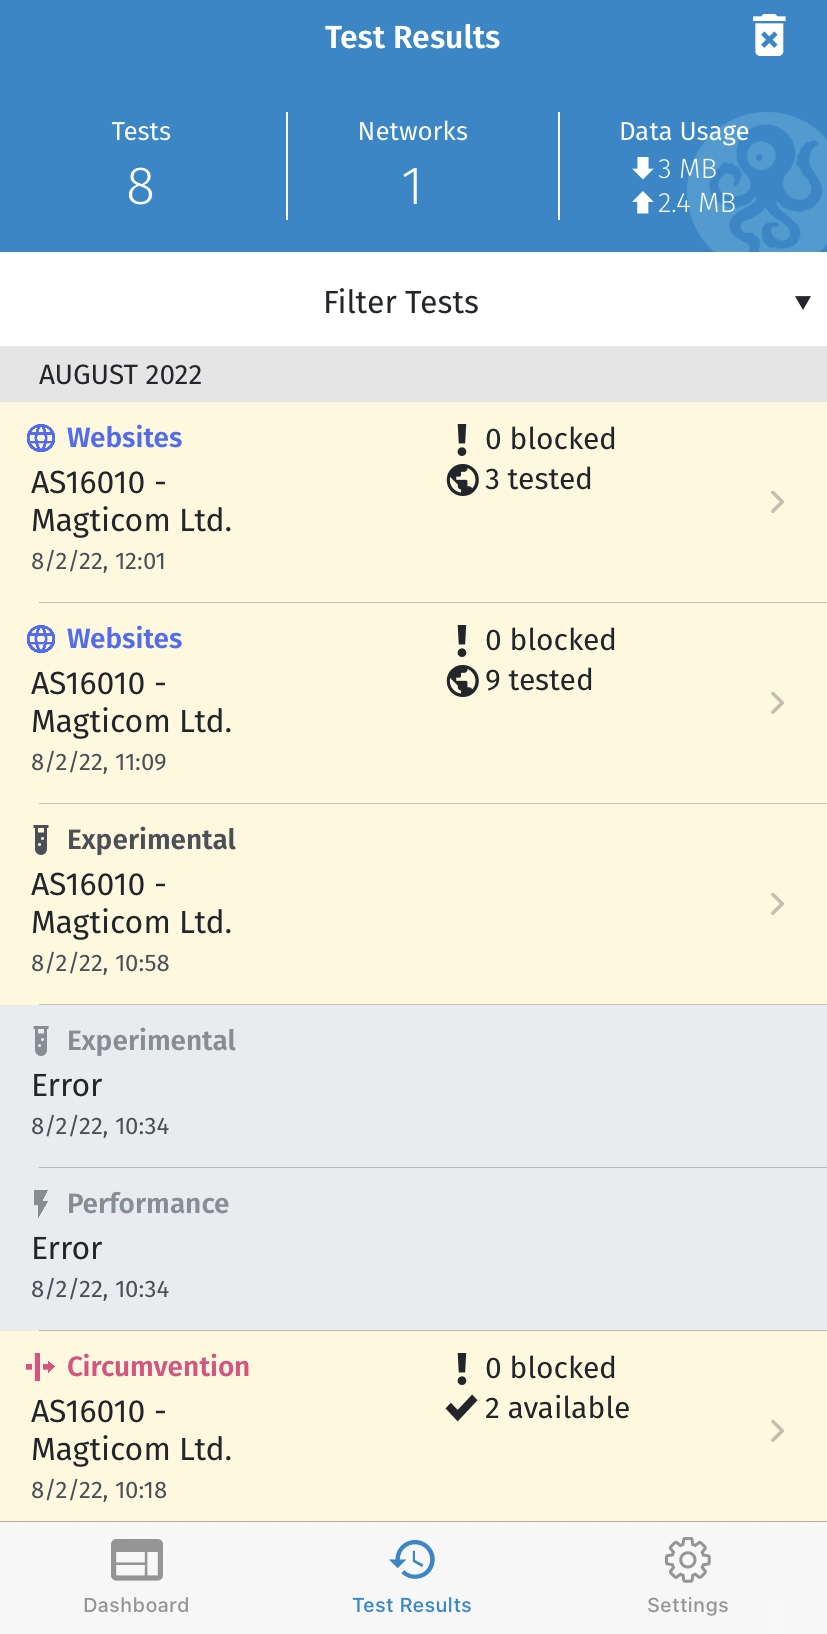 Test Results
Tests
Networks
Data Usage
8
1
3 MB
2.4 MB
Filter Tests
AUGUST 2022
Websites
0 blocked
AS16010 -
3 tested
Magticom Ltd.
8/2/22, 12:01
Websites
0 blocked
AS16010 -
9 tested
Magticom Ltd.
8/2/22, 11:09
Experimental
AS16010 -
Magticom Ltd.
8/2/22, 10:58
Experimental
Error
8/2/22, 10:34
Performance
Error
8/2/22, 10:34
Circumvention
0 blocked
AS16010 -
2 available
Magticom Ltd.
8/2/22, 10:18
Dashboard
Test Results
Settings